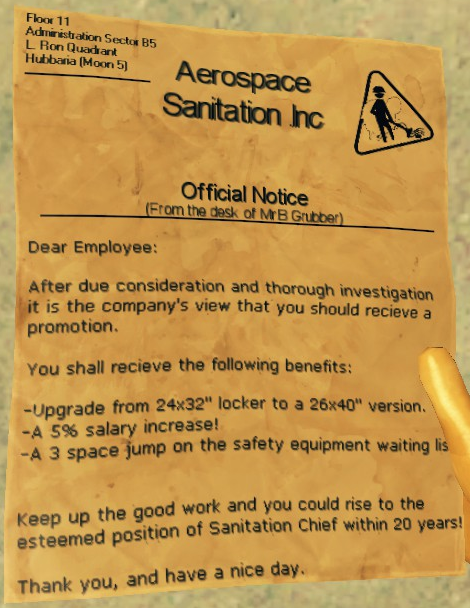 Floor 11
Administration Sector B5
L. Ron Quadrant
Hubbaria (Moon 5)
Aerospace
Sanitation Inc
Official Notice
(From the desk of Mr B Grubber)
Dear Employee:
After due consideration and thorough investigation
it is the company's view that you should recieve a
promotion.
You shall recieve the following benefits:
-Upgrade from 24x32" locker to a 26x40" version.
-A 5% salary increase!
-A 3 space jump on the safety equipment waiting lis
Keep up the good work and you could rise to the
esteemed position of Sanitation Chief within 20 years!
Thank you, and have a nice day.